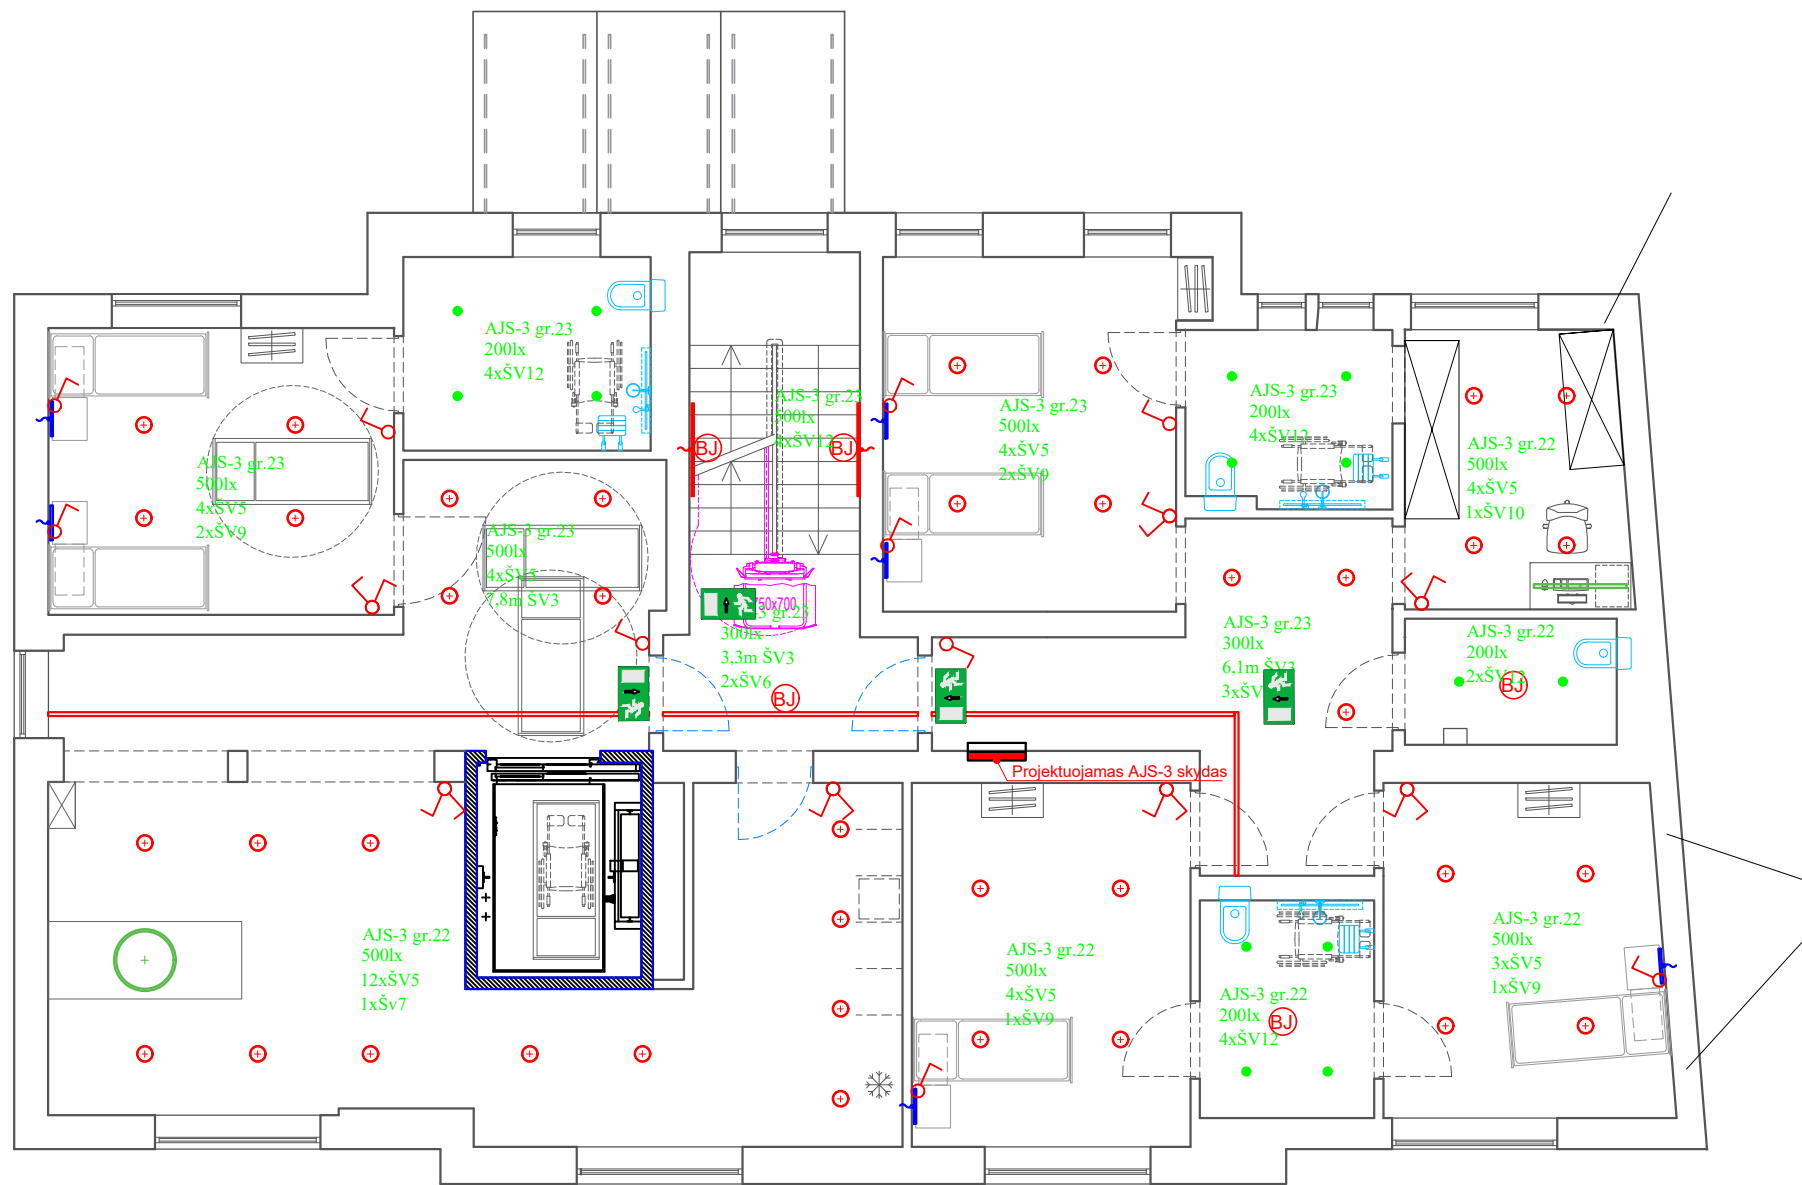 AJS-3 gr.23
200lx
4xŠV12
AJS-3 gr.23
500lx
4xŠV12
BJ
BJ
AJS-3 gr.23
500lx
4xŠV5
2xŠV9
AJS-3 gr.23
200lx
4xŠV12
AJS-3 gr.22
500lx
4xŠV5
1xŠV10
AJS-3 gr.23
500lx
4xŠV5
2xŠV9
AJS-3 gr.23
500lx
4xŠV5
7,8m ŠV3
750x700
gr.23
300lx
3,3m ŠV3
2xŠV6
BJ
AJS-3 gr.23
300lx
6,1m ŠV3
3xŠV
AJS-3 gr.22
200lx
2xŠV12
BJ
Projektuojamas AJS-3 skydas
AJS-3 gr.22
500lx
12xŠV5
1xŠv7
AJS-3 gr.22
500lx
4xŠV5
1xŠV9
AJS-3 gr.22
200lx
4xŠV12
BJ
AJS-3 gr.22
500lx
3xŠV5
1xŠV9